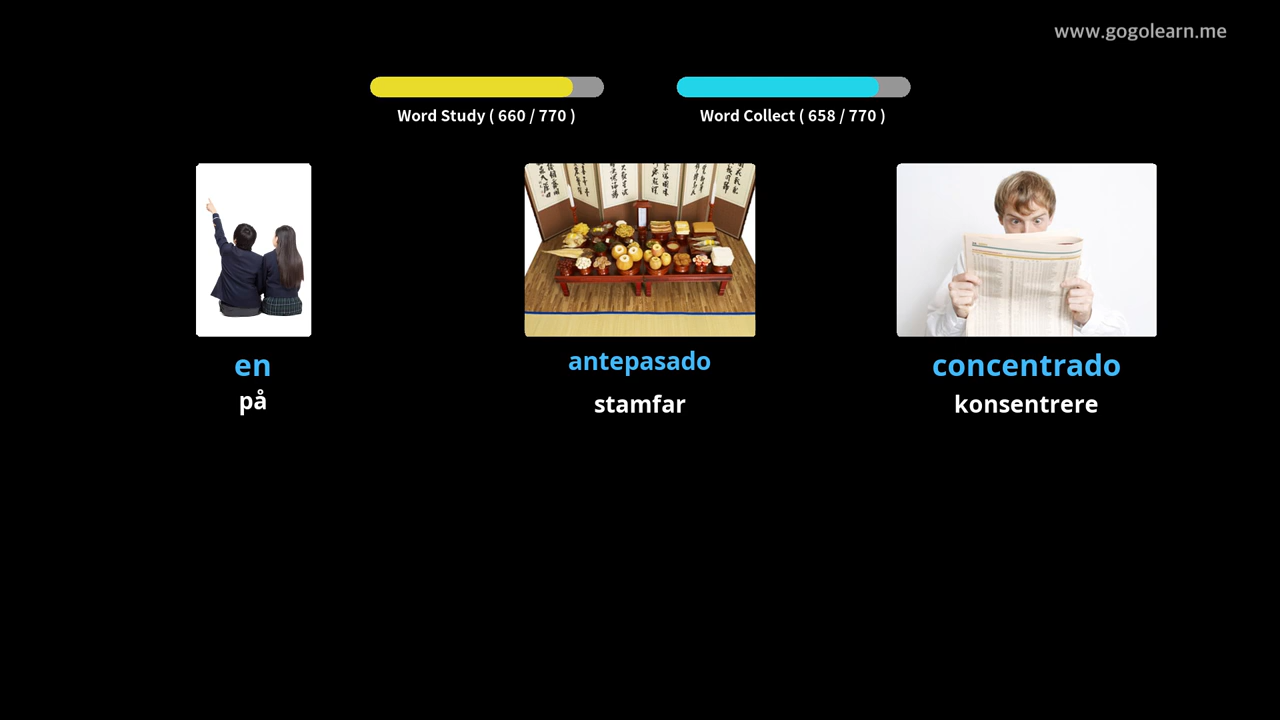 www.gogolearn.me
Word Study ( 660 / 770 )
Word Collect ( 658 / 770 )
en
på
antepasado
stamfar
concentrado
konsentrere